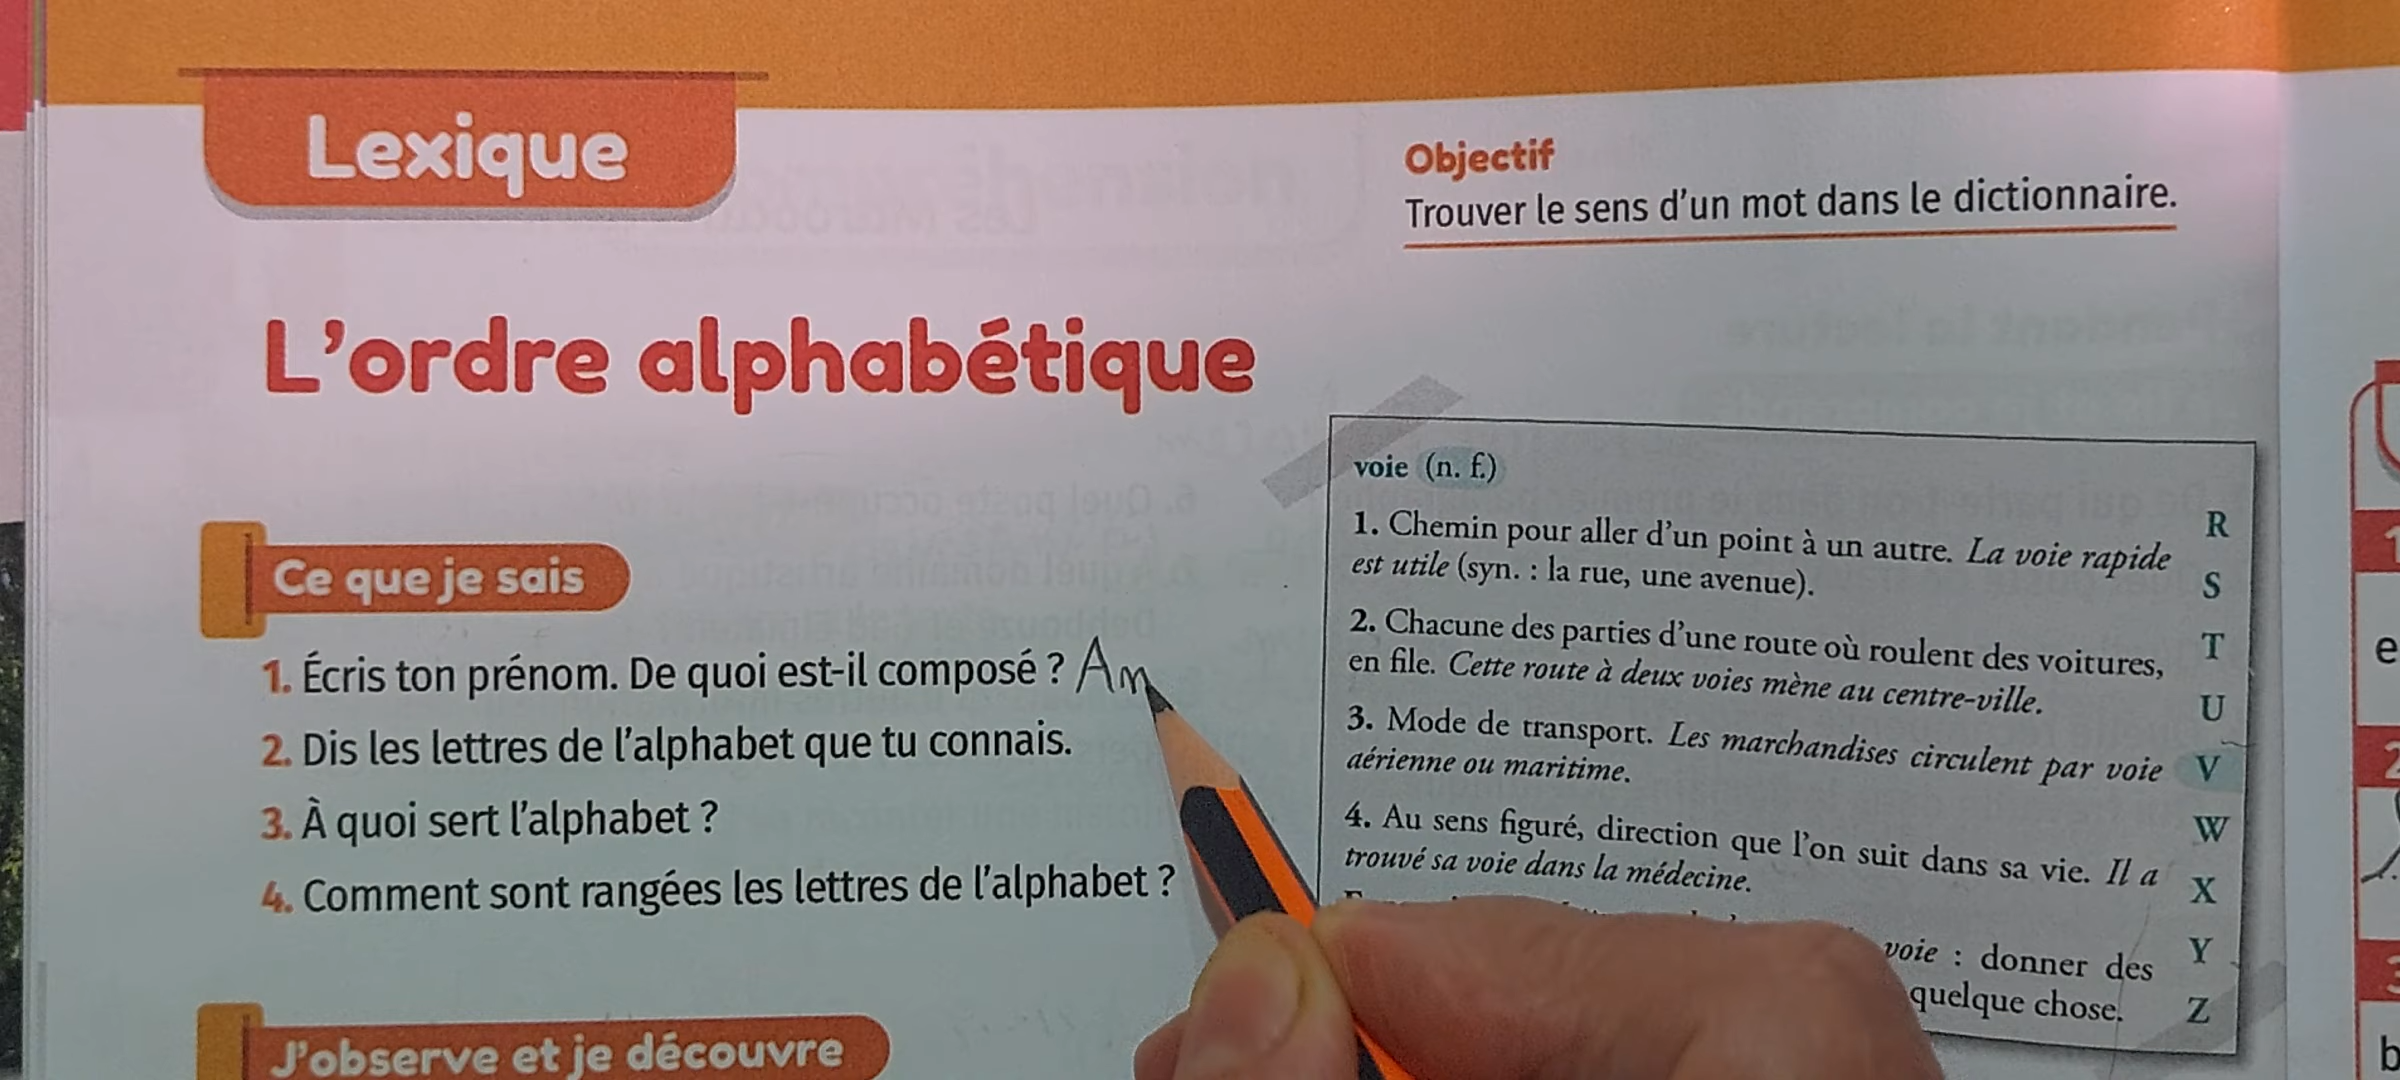 Lexique
Objectif
Trouver le sens d'un mot dans le dictionnaire.
L'ordre alphabétique
Ce que je sais
1. Écris ton prénom. De quoi est-il composé ? Am
2. Dis les lettres de l'alphabet que tu connais.
3. À quoi sert l'alphabet ?
4. Comment sont rangées les lettres de l'alphabet ?
J'observe et je découvre
voie (n. f.)
1. Chemin pour aller d'un point à un autre. La voie rapide
est utile (syn. : la rue, une avenue).
2. Chacune des parties d'une route où roulent des voitures,
en file. Cette route à deux voies mène au centre-ville.
3. Mode de transport. Les marchandises circulent par voie
aérienne ou maritime.
4. Au sens figuré, direction que l'on suit dans sa vie. Il a
trouvé sa voie dans la médecine.
voie : donner des
quelque chose.
R
S
T
U
V
W
X
Y
Z
1
e
2
3
b